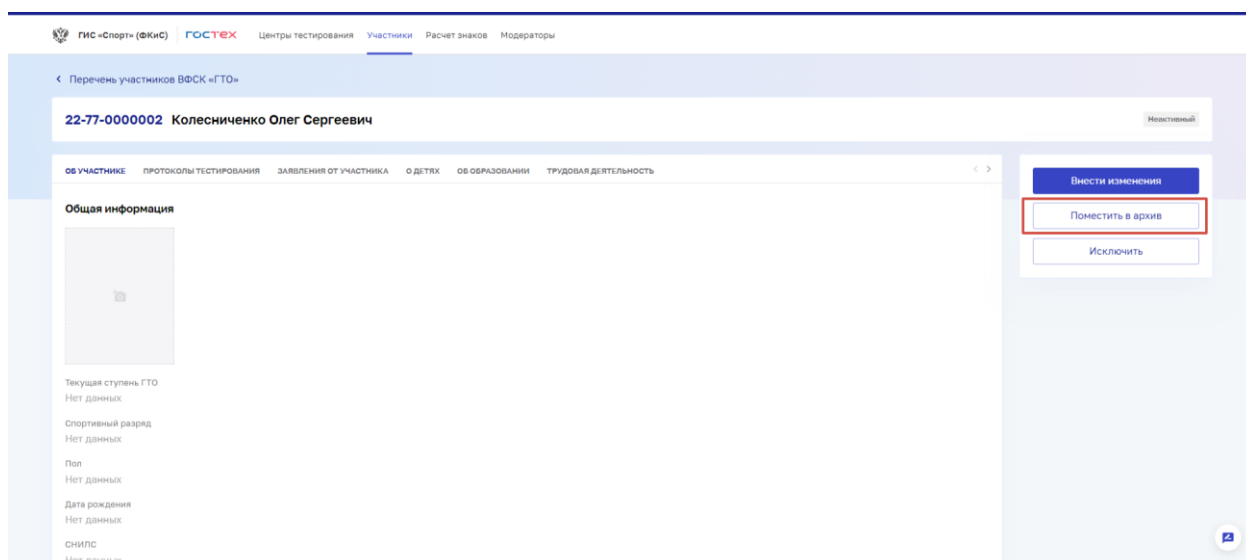 ГИС «Спорт» (ФКиС) ГОСТЕХ Центры тестирования Участники Расчет знаков Модераторы
Перечень участников ВФСК «ГТО»
22-77-0000002 Колесниченко Олег Сергеевич Неактивный
ОБ УЧАСТНИКЕ ПРОТОКОЛЫ ТЕСТИРОВАНИЯ ЗАЯВЛЕНИЯ ОТ УЧАСТНИКА О ДЕТЯХ ОБ ОБРАЗОВАНИИ ТРУДОВАЯ ДЕЯТЕЛЬНОСТЬ
Внести изменения
Общая информация
Поместить в архив
Исключить
Текущая ступень ГТО
Нет данных
Спортивный разряд
Нет данных
Пол
Нет данных
Дата рождения
Нет данных
СНИЛС